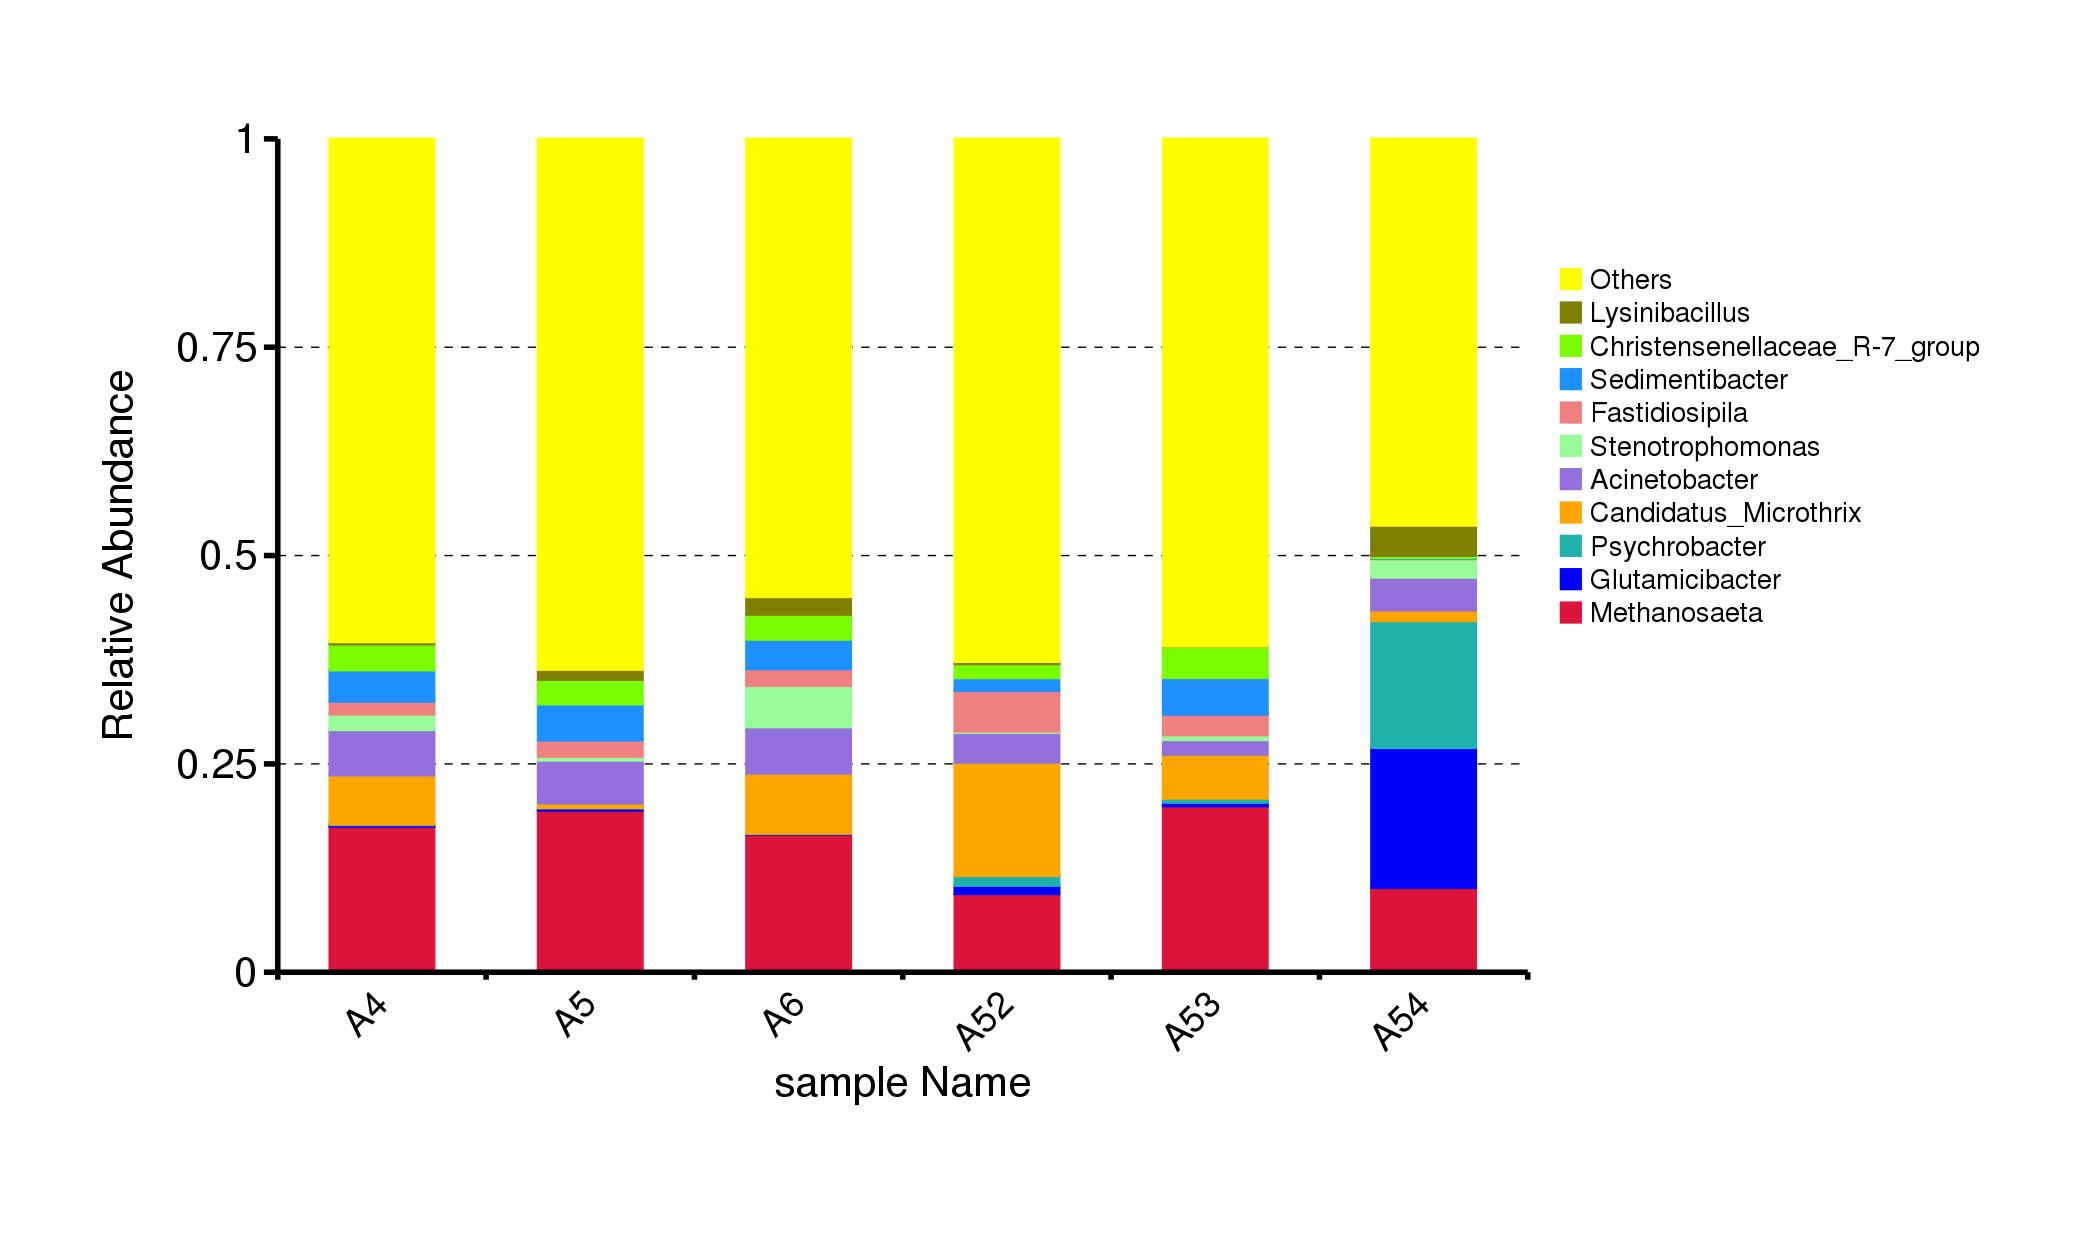 1
0.75
0.5
0.25
0
Relative Abundance
A4
A5
A6
A52
A53
A54
sample Name
Others
Lysinibacillus
Christensenellaceae_R-7_group
Sedimentibacter
Fastidiosipila
Stenotrophomonas
Acinetobacter
Candidatus_Microthrix
Psychrobacter
Glutamicibacter
Methanosaeta